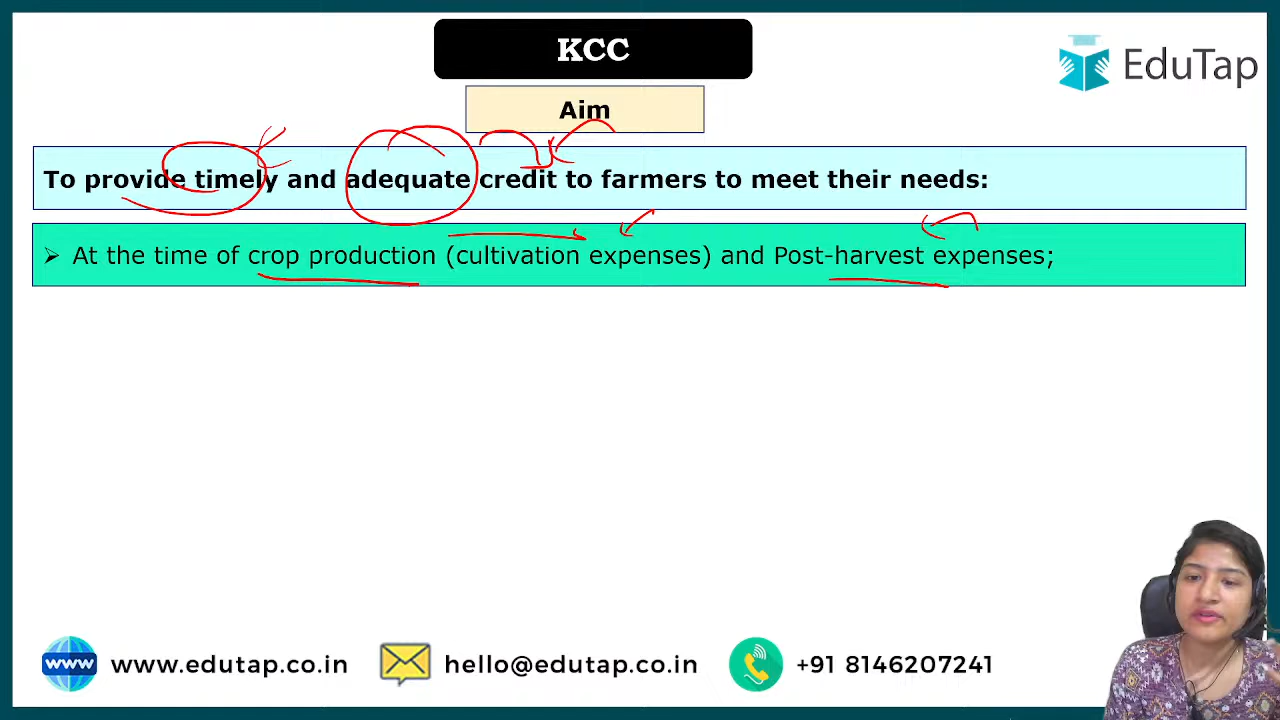 KCC
EduTap
Aim
To provide timely and adequate credit to farmers to meet their needs:
➢ At the time of crop production (cultivation expenses) and Post-harvest expenses;
www www.edutap.co.in hello@edutap.co.in +91 8146207241